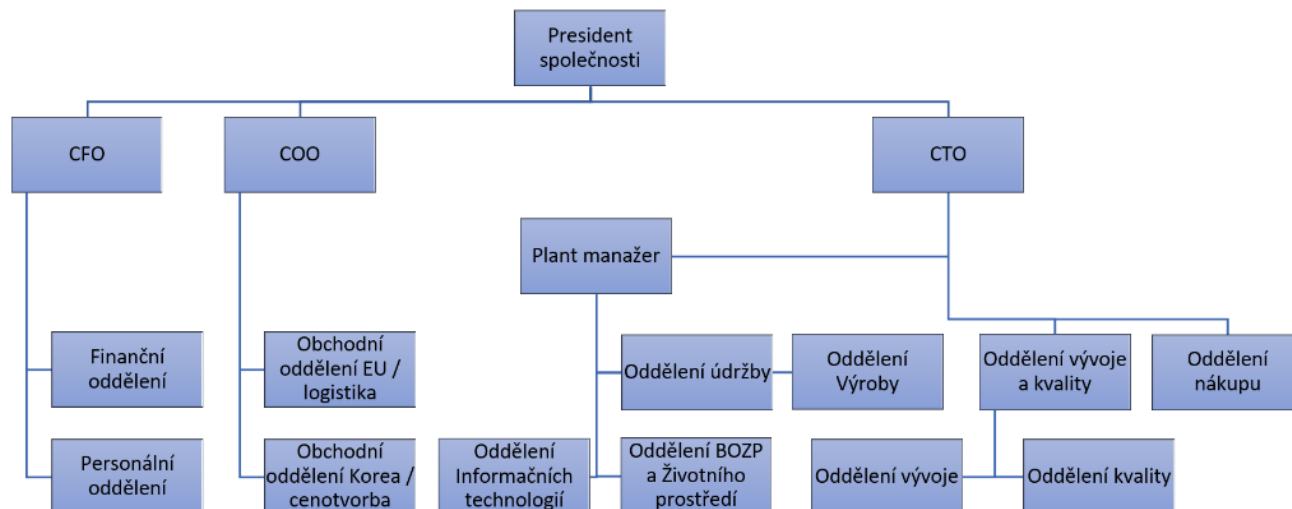 President
společnosti
CFO
COO
CTO
Plant manažer
Finanční
oddělení
Obchodní
oddělení EU /
logistika
Oddělení údržby
Oddělení
Výroby
Oddělení vývoje
a kvality
Oddělení
nákupu
Personální
oddělení
Obchodní
oddělení Korea /
cenotvorba
Oddělení
Informačních
technologií
Oddělení BOZP
a Životního
prostředí
Oddělení vývoje
Oddělení kvality